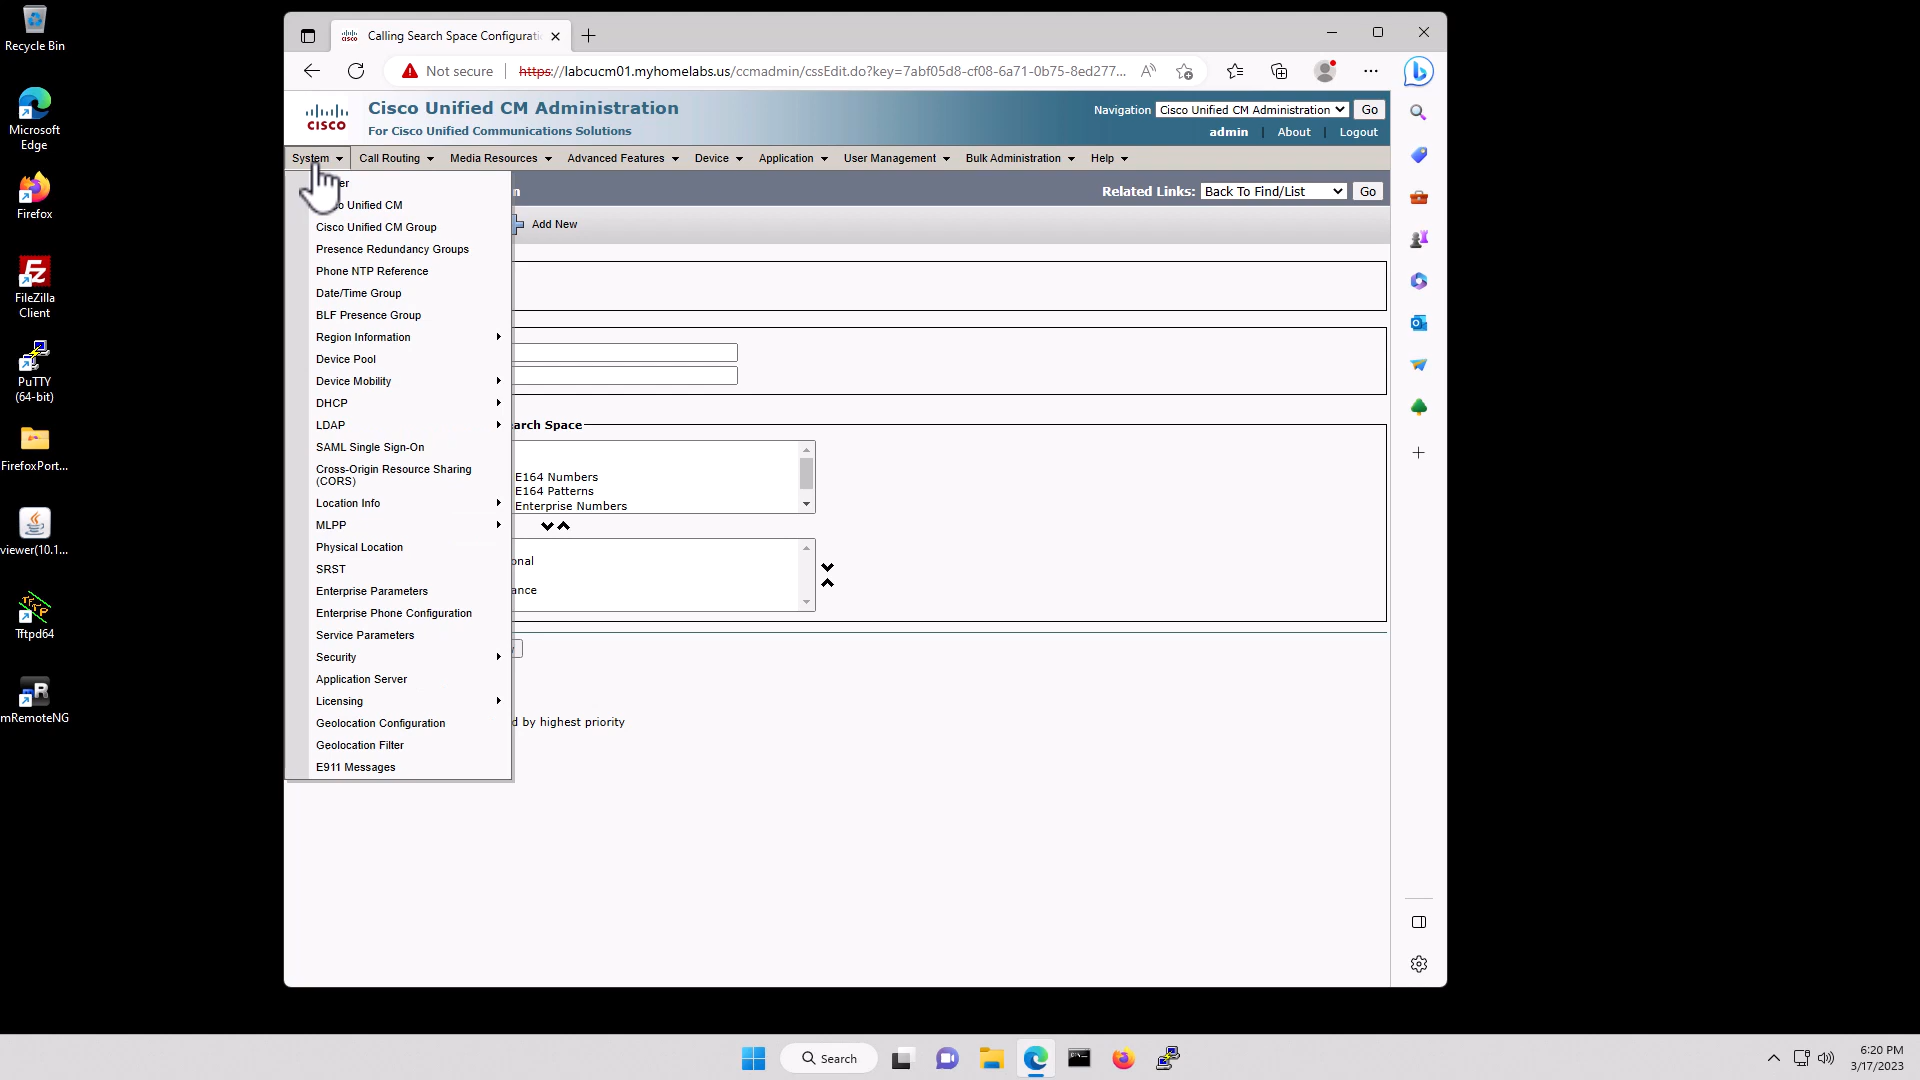 Recycle Bin
Microsoft
Edge
Firefox
FileZilla
Client
PuTTY
(64-bit)
FirefoxPort...
viewer(10.1...
Tftpd64
mRemoteNG
Calling Search Space Configurati
Not secure
https://labcucm01.myhomelabs.us/ccmadmin/cssEdit.do?key=7abf05d8-cf08-6a71-0b75-8ed277...
CISCO
Cisco Unified CM Administration
For Cisco Unified Communications Solutions
Navigation Cisco Unified CM Administration Go
admin | About | Logout
System Call Routing Media Resources Advanced Features Device Application User Management Bulk Administration Help
Related Links: Back To Find/List Go
Add New
Cisco Unified CM Group
Presence Redundancy Groups
Phone NTP Reference
Date/Time Group
BLF Presence Group
Region Information
Device Pool
Device Mobility
DHCP
LDAP
SAML Single Sign-On
Cross-Origin Resource Sharing
(CORS)
Location Info
MLPP
Physical Location
SRST
Enterprise Parameters
Enterprise Phone Configuration
Service Parameters
Security
Application Server
Licensing
Geolocation Configuration
Geolocation Filter
E911 Messages
Unified CM
arch Space
E164 Numbers
E164 Patterns
Enterprise Numbers
onal
ance
d by highest priority
Search
6:20 PM
3/17/2023